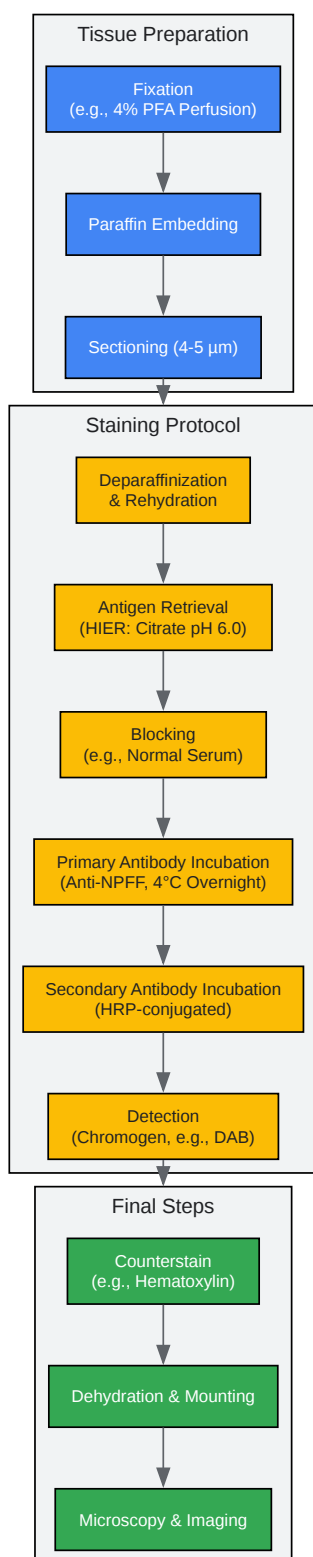 Tissue Preparation
Fixation
(e.g., 4% PFA Perfusion)
Paraffin Embedding
Sectioning (4-5 µm)
Staining Protocol
Deparaffinization
& Rehydration
Antigen Retrieval
(HIER: Citrate pH 6.0)
Blocking
(e.g., Normal Serum)
Primary Antibody Incubation
(Anti-NPFF, 4°C Overnight)
Secondary Antibody Incubation
(HRP-conjugated)
Detection
(Chromogen, e.g., DAB)
Final Steps
Counterstain
(e.g., Hematoxylin)
Dehydration & Mounting
Microscopy & Imaging